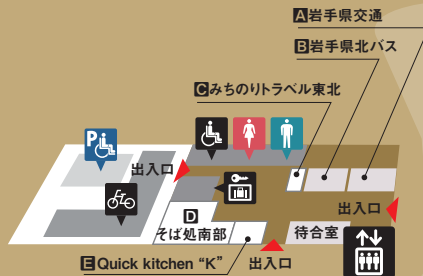 A岩手県交通
B岩手県北バス
Cみちのりトラベル東北
P
出入口
D
そば処南部
出入口
待合室
EQuick kitchen “K”
出入口